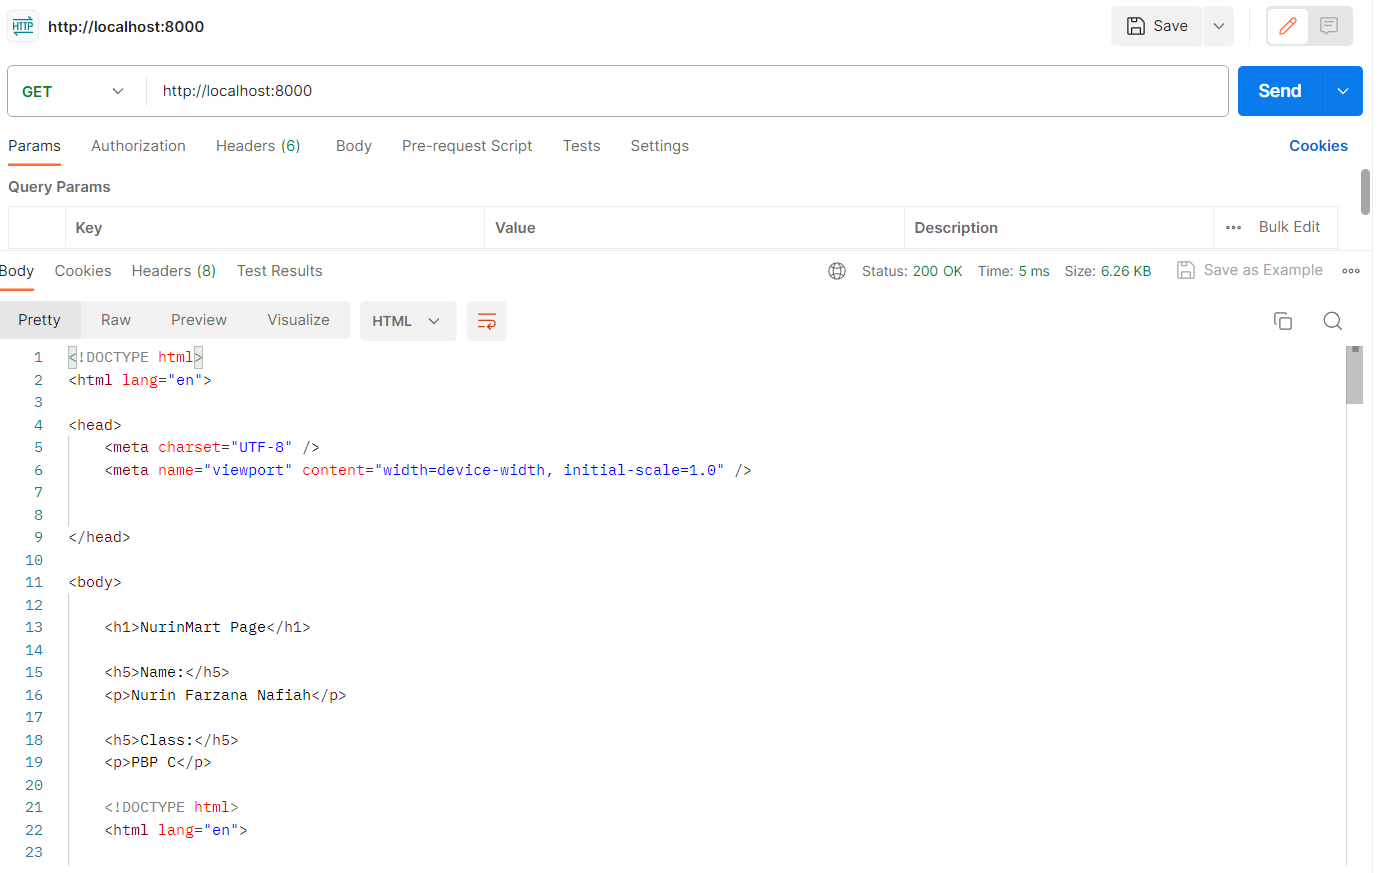 HTTP http://localhost:8000 Save
GET http://localhost:8000 Send
Params Authorization Headers (6) Body Pre-request Script Tests Settings Cookies
Query Params
Key Value Description Bulk Edit
Body Cookies Headers (8) Test Results Status: 200 OK Time: 5 ms Size: 6.26 KB Save as Example
Pretty Raw Preview Visualize HTML
1 <!DOCTYPE html>
2 <html lang="en">
3
4 <head>
5 <meta charset="UTF-8" />
6 <meta name="viewport" content="width=device-width, initial-scale=1.0" />
7
8
9 </head>
10
11 <body>
12
13 <h1>NurinMart Page</h1>
14
15 <h5>Name:</h5>
16 <p>Nurin Farzana Nafiah</p>
17
18 <h5>Class:</h5>
19 <p>PBP C</p>
20
21 <!DOCTYPE html>
22 <html lang="en">
23